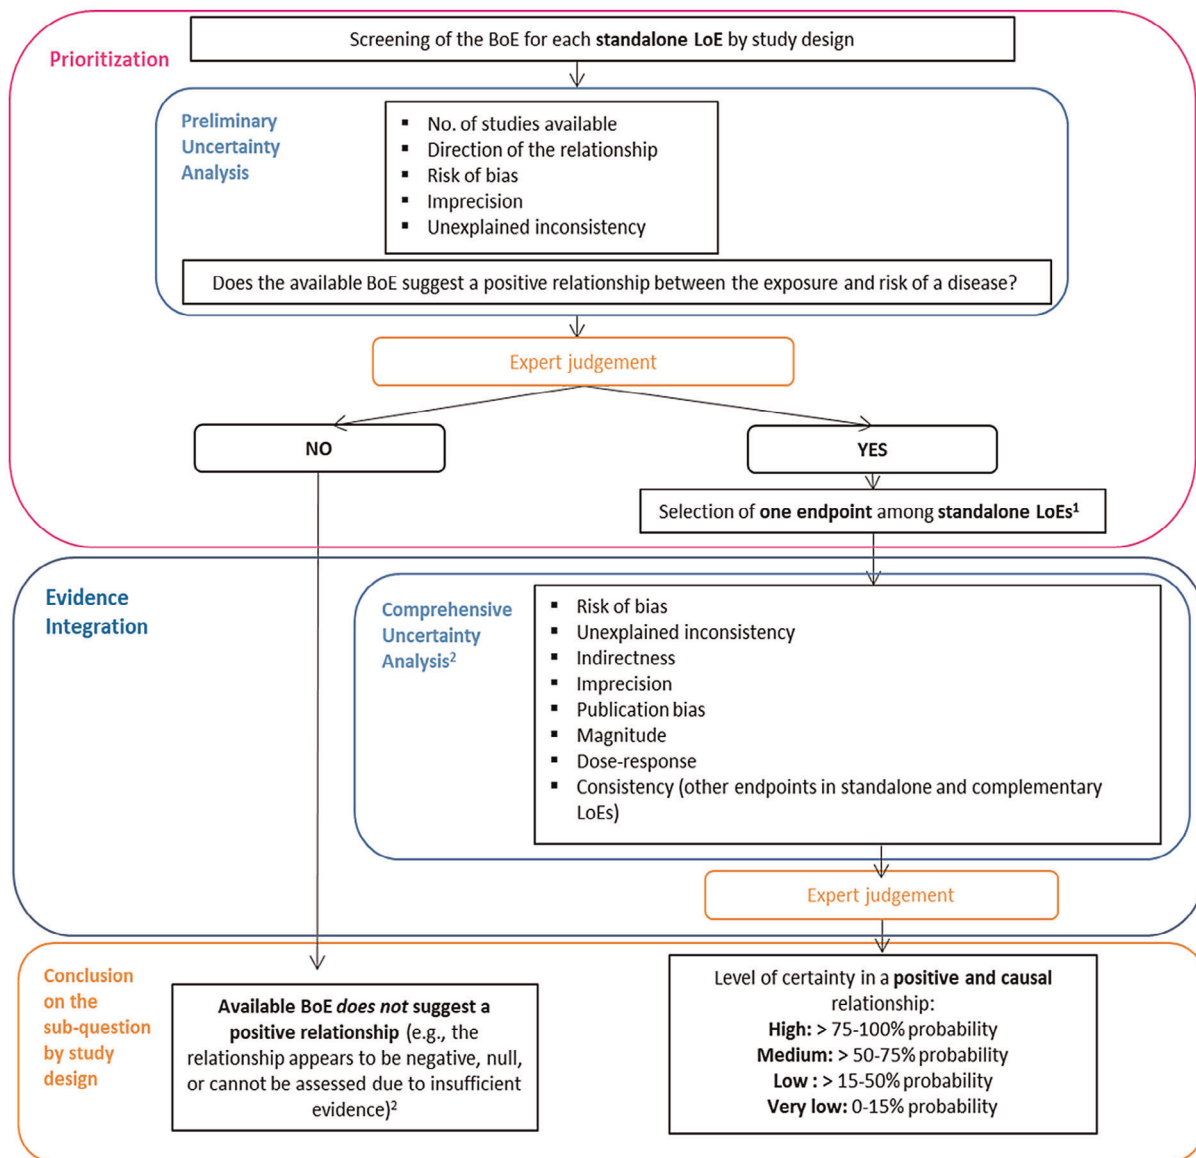 Prioritization
Screening of the BoE for each standalone LoE by study design
Preliminary
Uncertainty
Analysis
▪ No. of studies available
▪ Direction of the relationship
▪ Risk of bias
▪ Imprecision
▪ Unexplained inconsistency
Does the available BoE suggest a positive relationship between the exposure and risk of a disease?
Expert judgement
NO
YES
Selection of one endpoint among standalone LoEs¹
Evidence
Integration
Comprehensive
Uncertainty
Analysis²
▪ Risk of bias
▪ Unexplained inconsistency
▪ Indirectness
▪ Imprecision
▪ Publication bias
▪ Magnitude
▪ Dose-response
▪ Consistency (other endpoints in standalone and complementary
LoEs)
Expert judgement
Conclusion
on the
sub-question
by study
design
Available BoE does not suggest a
positive relationship (e.g., the
relationship appears to be negative, null,
or cannot be assessed due to insufficient
evidence)²
Level of certainty in a positive and causal
relationship:
High: > 75-100% probability
Medium: > 50-75% probability
Low : > 15-50% probability
Very low: 0-15% probability